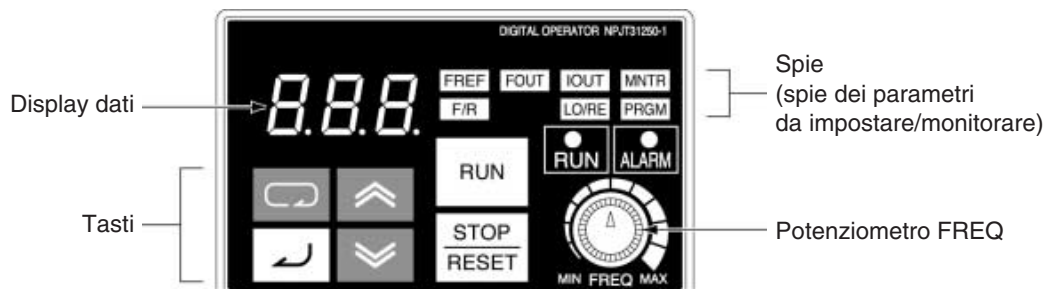 DIGITAL OPERATOR NPJT31250-1
Display dati
8.8.8.
FREF FOUT IOUT MNTR
F/R LO/RE PRGM
Spie
(spie dei parametri
da impostare/monitorare)
RUN ALARM
Tasti
RUN
STOP
RESET
Potenziometro FREQ
MIN FREQ MAX